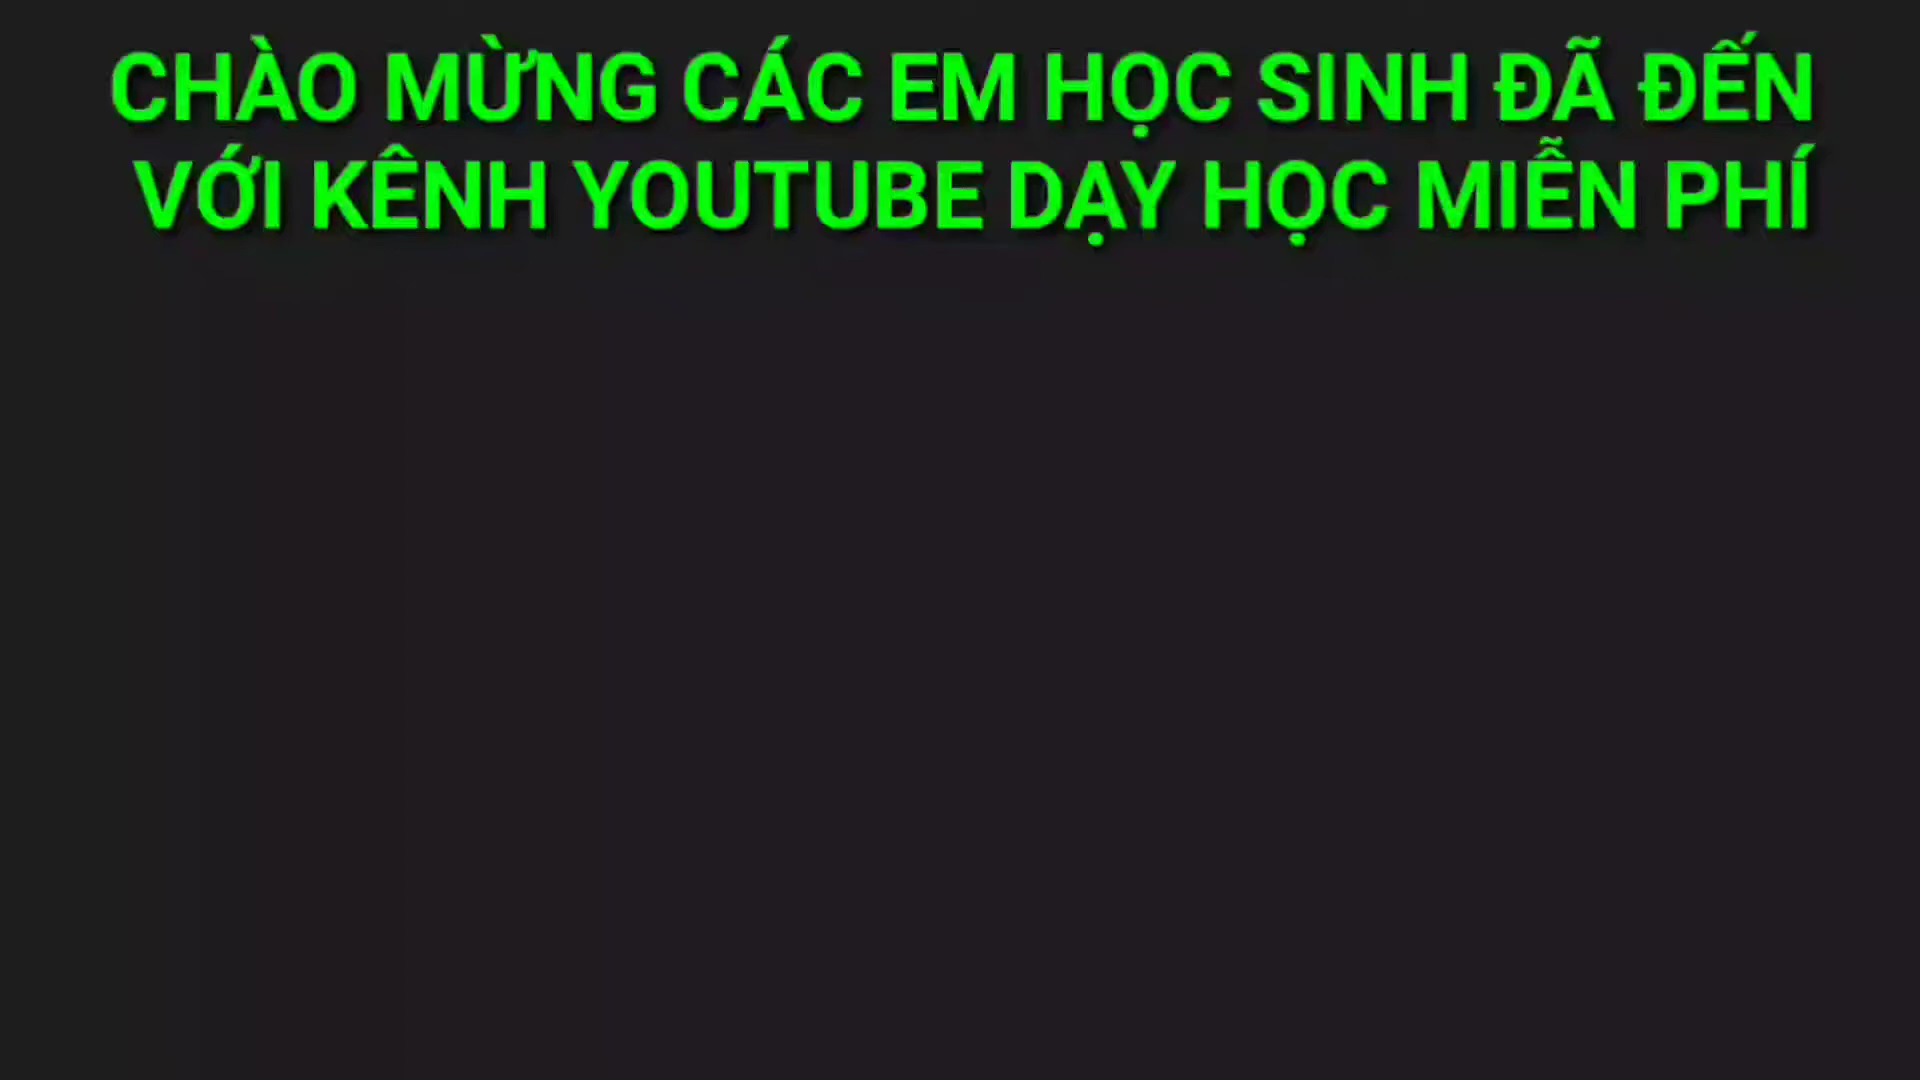 CHÀO MỪNG CÁC EM HỌC SINH ĐÃ ĐẾN
VỚI KÊNH YOUTUBE DẠY HỌC MIỄN PHÍ